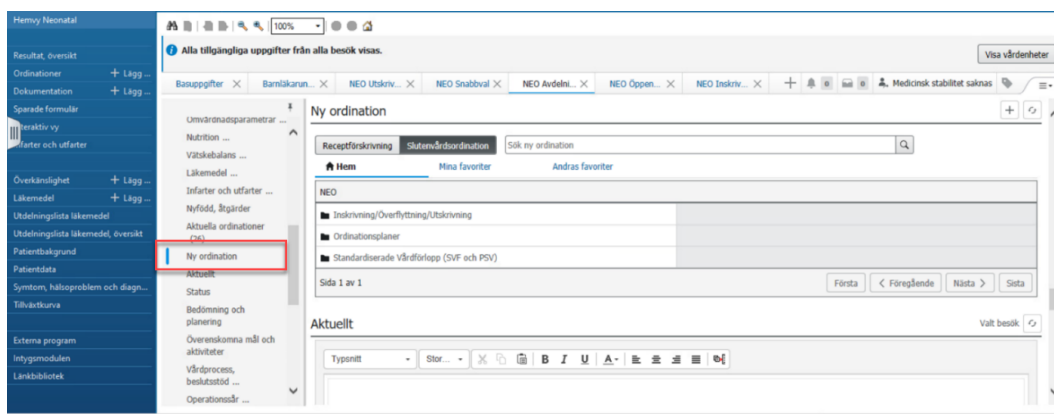 Hemvy Neonatal
100%
Alla tillgängliga uppgifter från alla besök visas.
Visa vårdenheter
Resultat, översikt
Ordinationer + Lägg ...
Dokumentation + Lägg ...
Sparade formulär
Infarter och utfarter
Överkänslighet + Lägg ...
Läkemedel + Lägg ...
Utdelningslista läkemedel
Utdelningslista läkemedel, översikt
Patientbakgrund
Patientdata
Symtom, hälsoproblem och diagn...
Tillväxtkurva
Externa program
Intygsmodulen
Länkbibliotek
Basuppgifter
Barnläkarun...
NEO Utskriv...
NEO Snabbval
NEO Avdelni...
NEO Öppen...
NEO Inskriv...
0
0
Medicinsk stabilitet saknas
Omvårdnadsparametrar ...
Nutrition ...
Vätskebalans ...
Läkemedel ...
Infarter och utfarter ...
Nyfödd, åtgärder
Aktuella ordinationer
(26)
Ny ordination
Aktuellt
Status
Bedömning och
planering
Överenskomna mål och
aktiviteter
Vårdprocess,
beslutsstöd ...
Operationssår ...
Ny ordination
Receptförskrivning
Slutenvårdsordination
Sök ny ordination
Hem
Mina favoriter
Andras favoriter
NEO
Inskrivning/Överflyttning/Utskrivning
Ordinationsplaner
Standardiserade Vårdförlopp (SVF och PSV)
Sida 1 av 1
Första
< Föregående
Nästa >
Sista
Aktuellt
Valt besök
Typsnitt
Stor...
B I U A